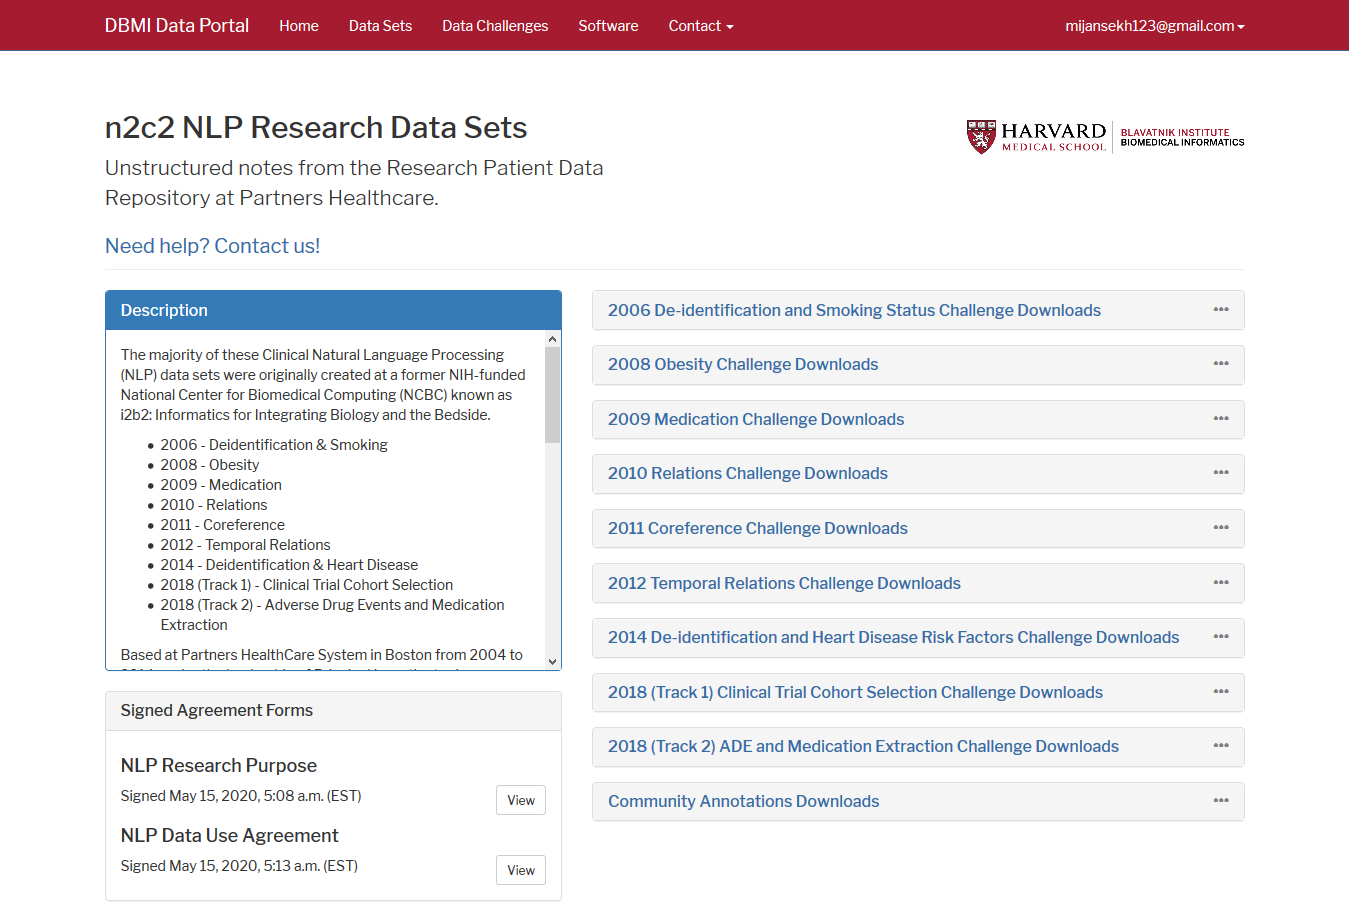 DBMI Data Portal Home Data Sets Data Challenges Software Contact mijansekh123@gmail.com
n2c2 NLP Research Data Sets
Unstructured notes from the Research Patient Data
Repository at Partners Healthcare.
Need help? Contact us!
HARVARD
MEDICAL SCHOOL
BLAVATNIK INSTITUTE
BIOMEDICAL INFORMATICS
Description
The majority of these Clinical Natural Language Processing
(NLP) data sets were originally created at a former NIH-funded
National Center for Biomedical Computing (NCBC) known as
i2b2: Informatics for Integrating Biology and the Bedside.
• 2006 - Deidentification & Smoking
• 2008 - Obesity
• 2009 - Medication
• 2010 - Relations
• 2011 - Coreference
• 2012 - Temporal Relations
• 2014 - Deidentification & Heart Disease
• 2018 (Track 1) - Clinical Trial Cohort Selection
• 2018 (Track 2) - Adverse Drug Events and Medication
Extraction
Based at Partners HealthCare System in Boston from 2004 to
Signed Agreement Forms
NLP Research Purpose
Signed May 15, 2020, 5:08 a.m. (EST) View
NLP Data Use Agreement
Signed May 15, 2020, 5:13 a.m. (EST) View
2006 De-identification and Smoking Status Challenge Downloads
2008 Obesity Challenge Downloads
2009 Medication Challenge Downloads
2010 Relations Challenge Downloads
2011 Coreference Challenge Downloads
2012 Temporal Relations Challenge Downloads
2014 De-identification and Heart Disease Risk Factors Challenge Downloads
2018 (Track 1) Clinical Trial Cohort Selection Challenge Downloads
2018 (Track 2) ADE and Medication Extraction Challenge Downloads
Community Annotations Downloads